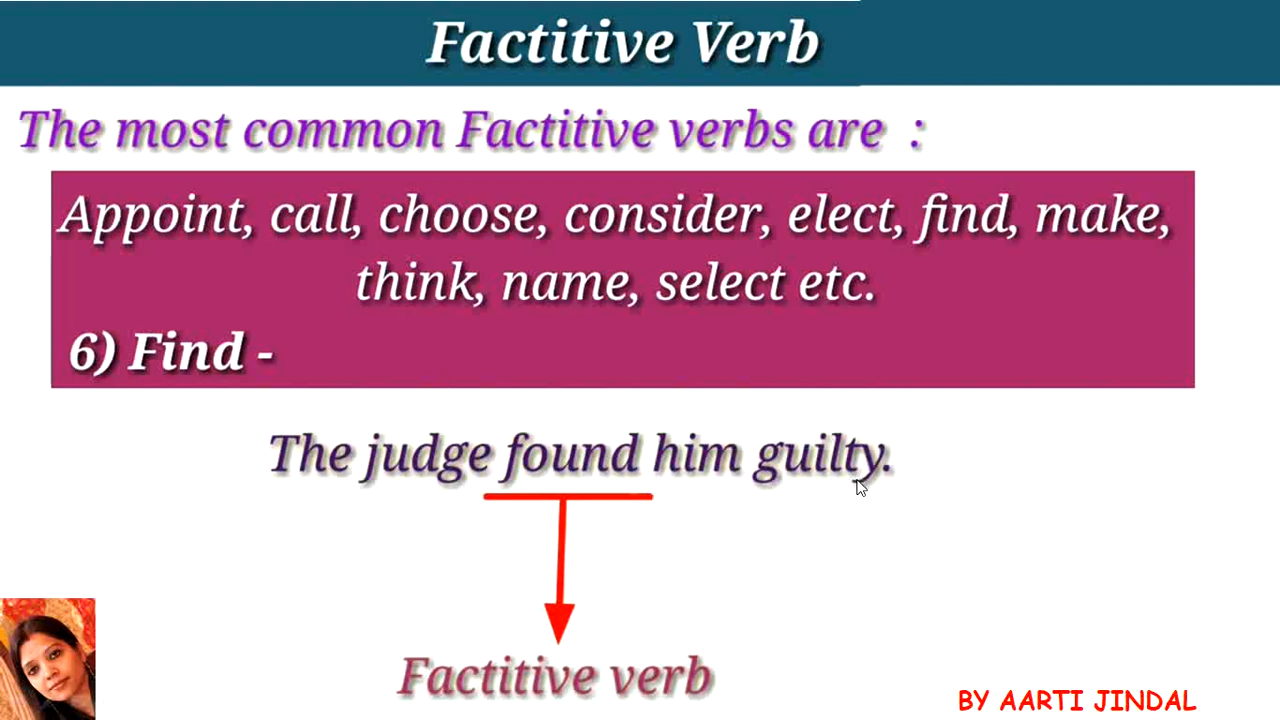 Factitive Verb
The most common Factitive verbs are :
Appoint, call, choose, consider, elect, find, make,
think, name, select etc.
6) Find -
The judge found him guilty.
Factitive verb
BY AARTI JINDAL